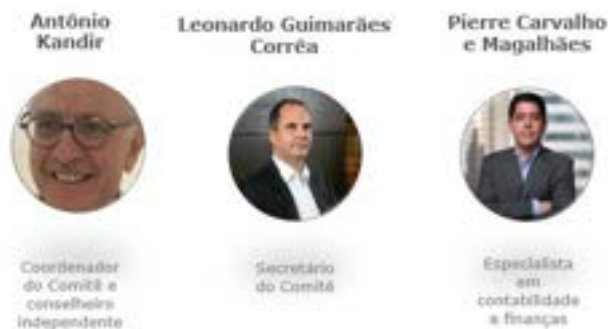 Antônio
Kandir
Leonardo Guimarães
Corrêa
Pierre Carvalho
e Magalhães
Coordenador
do Comitê e
conselheiro
independente
Secretário
do Comitê
Especialista
em
contabilidade
e finanças